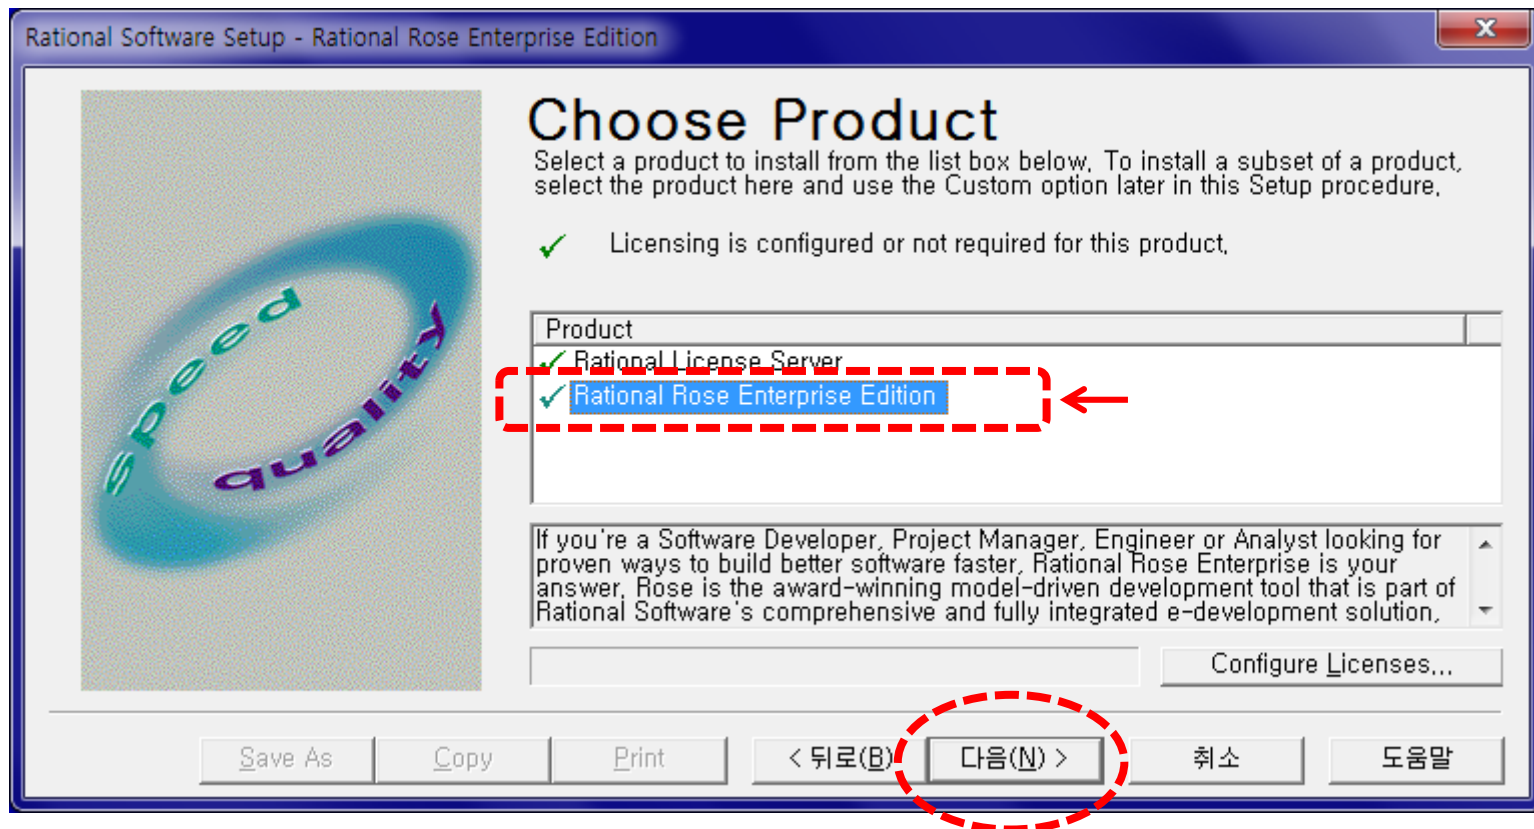 Rational Software Setup - Rational Rose Enterprise Edition
Choose Product
Select a product to install from the list box below. To install a subset of a product,
select the product here and use the Custom option later in this Setup procedure.
Licensing is configured or not required for this product.
speed
quality
Product
Rational License Server
Rational Rose Enterprise Edition
If you're a Software Developer, Project Manager, Engineer or Analyst looking for
proven ways to build better software faster, Rational Rose Enterprise is your
answer. Rose is the award-winning model-driven development tool that is part of
Rational Software's comprehensive and fully integrated e-development solution.
Configure Licenses...
Save As
Copy
Print
< 뒤로(B)
다음(N) >
취소
도움말